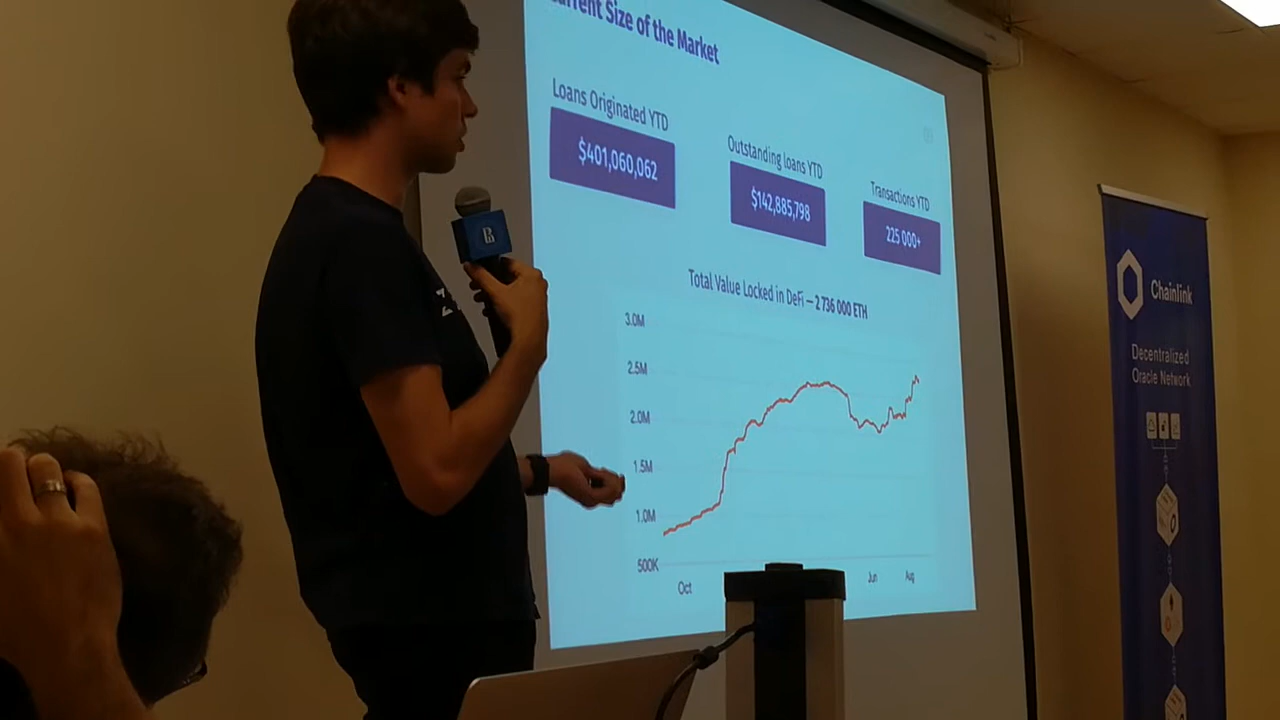 Current Size of the Market
Loans Originated YTD
$401,060,062
Outstanding loans YTD
$142,885,798
Transactions YTD
225 000+
Total Value Locked in DeFi – 2 736 000 ETH
3.0M
2.5M
2.0M
1.5M
1.0M
500K
Oct
Jun
Aug
Chainlink
Decentralized
Oracle Network